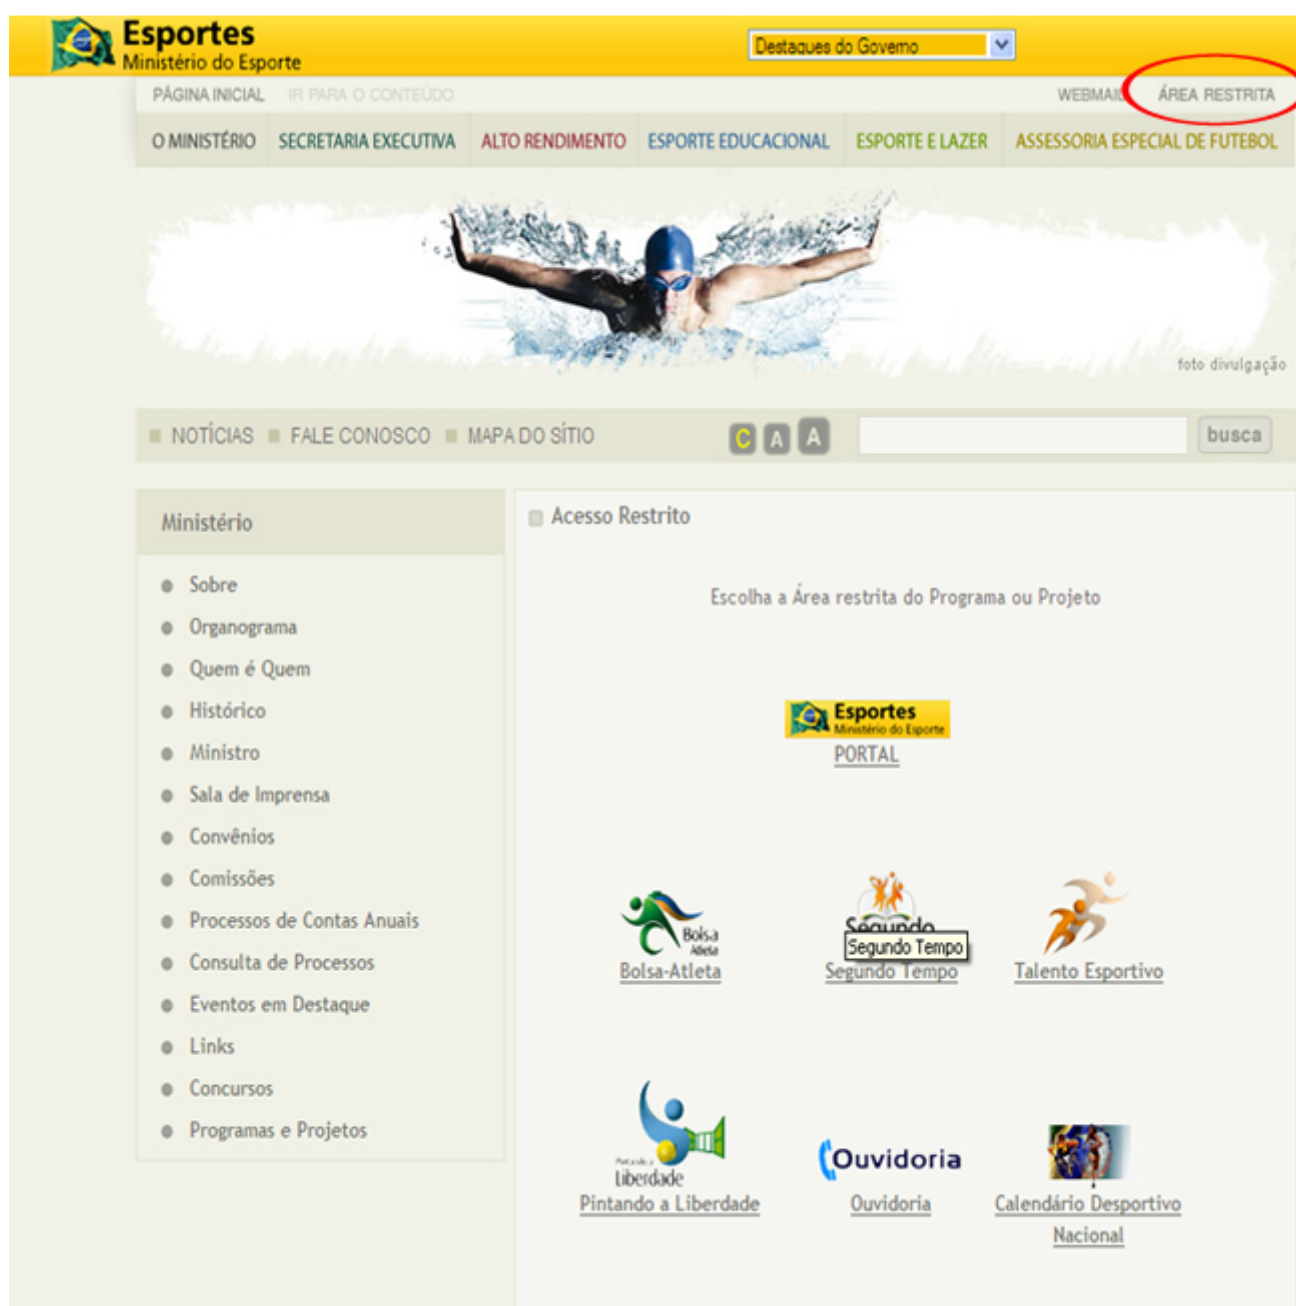 Esportes
Ministério do Esporte
Destaques do Governo
PÁGINA INICIAL IR PARA O CONTEÚDO WEBMAIL ÁREA RESTRITA
O MINISTÉRIO SECRETARIA EXECUTIVA ALTO RENDIMENTO ESPORTE EDUCACIONAL ESPORTE E LAZER ASSESSORIA ESPECIAL DE FUTEBOL
foto divulgação
NOTÍCIAS FALE CONOSCO MAPA DO SÍTIO C A A busca
Ministério
Sobre
Organograma
Quem é Quem
Histórico
Ministro
Sala de Imprensa
Convênios
Comissões
Processos de Contas Anuais
Consulta de Processos
Eventos em Destaque
Links
Concursos
Programas e Projetos
Acesso Restrito
Escolha a Área restrita do Programa ou Projeto
Esportes
Ministério do Esporte
PORTAL
Bolsa
Atleta
Bolsa-Atleta
Segundo
Segundo Tempo
Segundo Tempo
Talento Esportivo
Pintando a
Liberdade
Pintando a Liberdade
Ouvidoria
Ouvidoria
Calendário Desportivo
Nacional